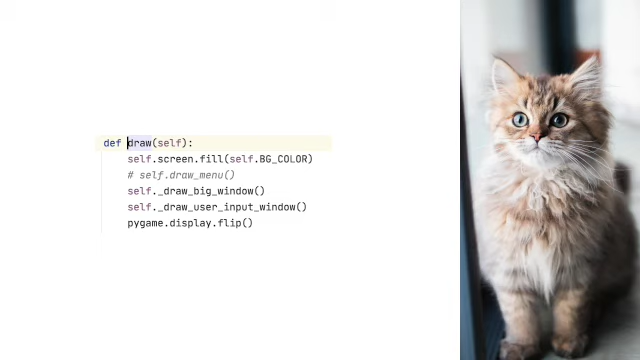 def draw(self):
self.screen.fill(self.BG_COLOR)
# self.draw_menu()
self._draw_big_window()
self._draw_user_input_window()
pygame.display.flip()